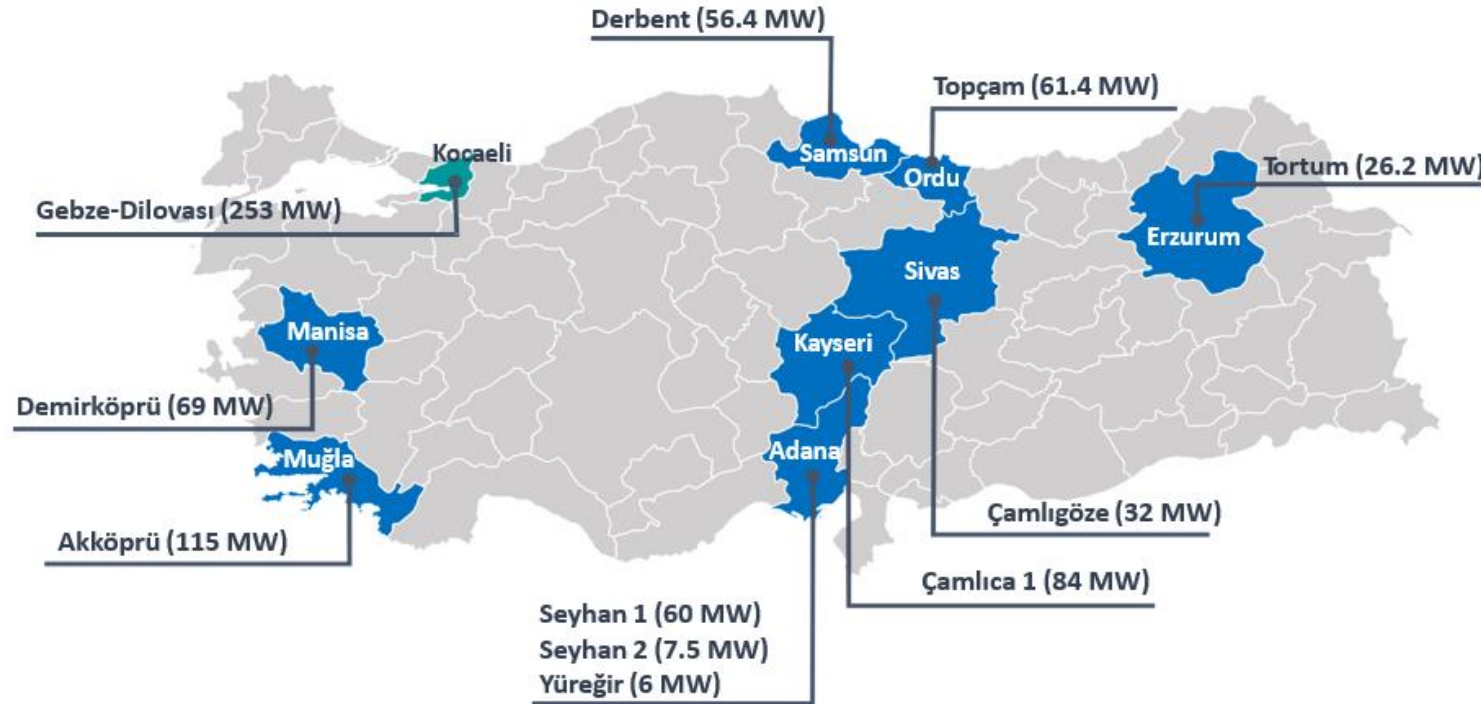 Derbent (56.4 MW)
Topçam (61.4 MW)
Kocaeli
Samsun
Ordu
Tortum (26.2 MW)
Gebze-Dilovası (253 MW)
Erzurum
Sivas
Manisa
Kayseri
Demirköprü (69 MW)
Muğla
Adana
Çamlıgöze (32 MW)
Akköprü (115 MW)
Çamlıca 1 (84 MW)
Seyhan 1 (60 MW)
Seyhan 2 (7.5 MW)
Yüreğir (6 MW)